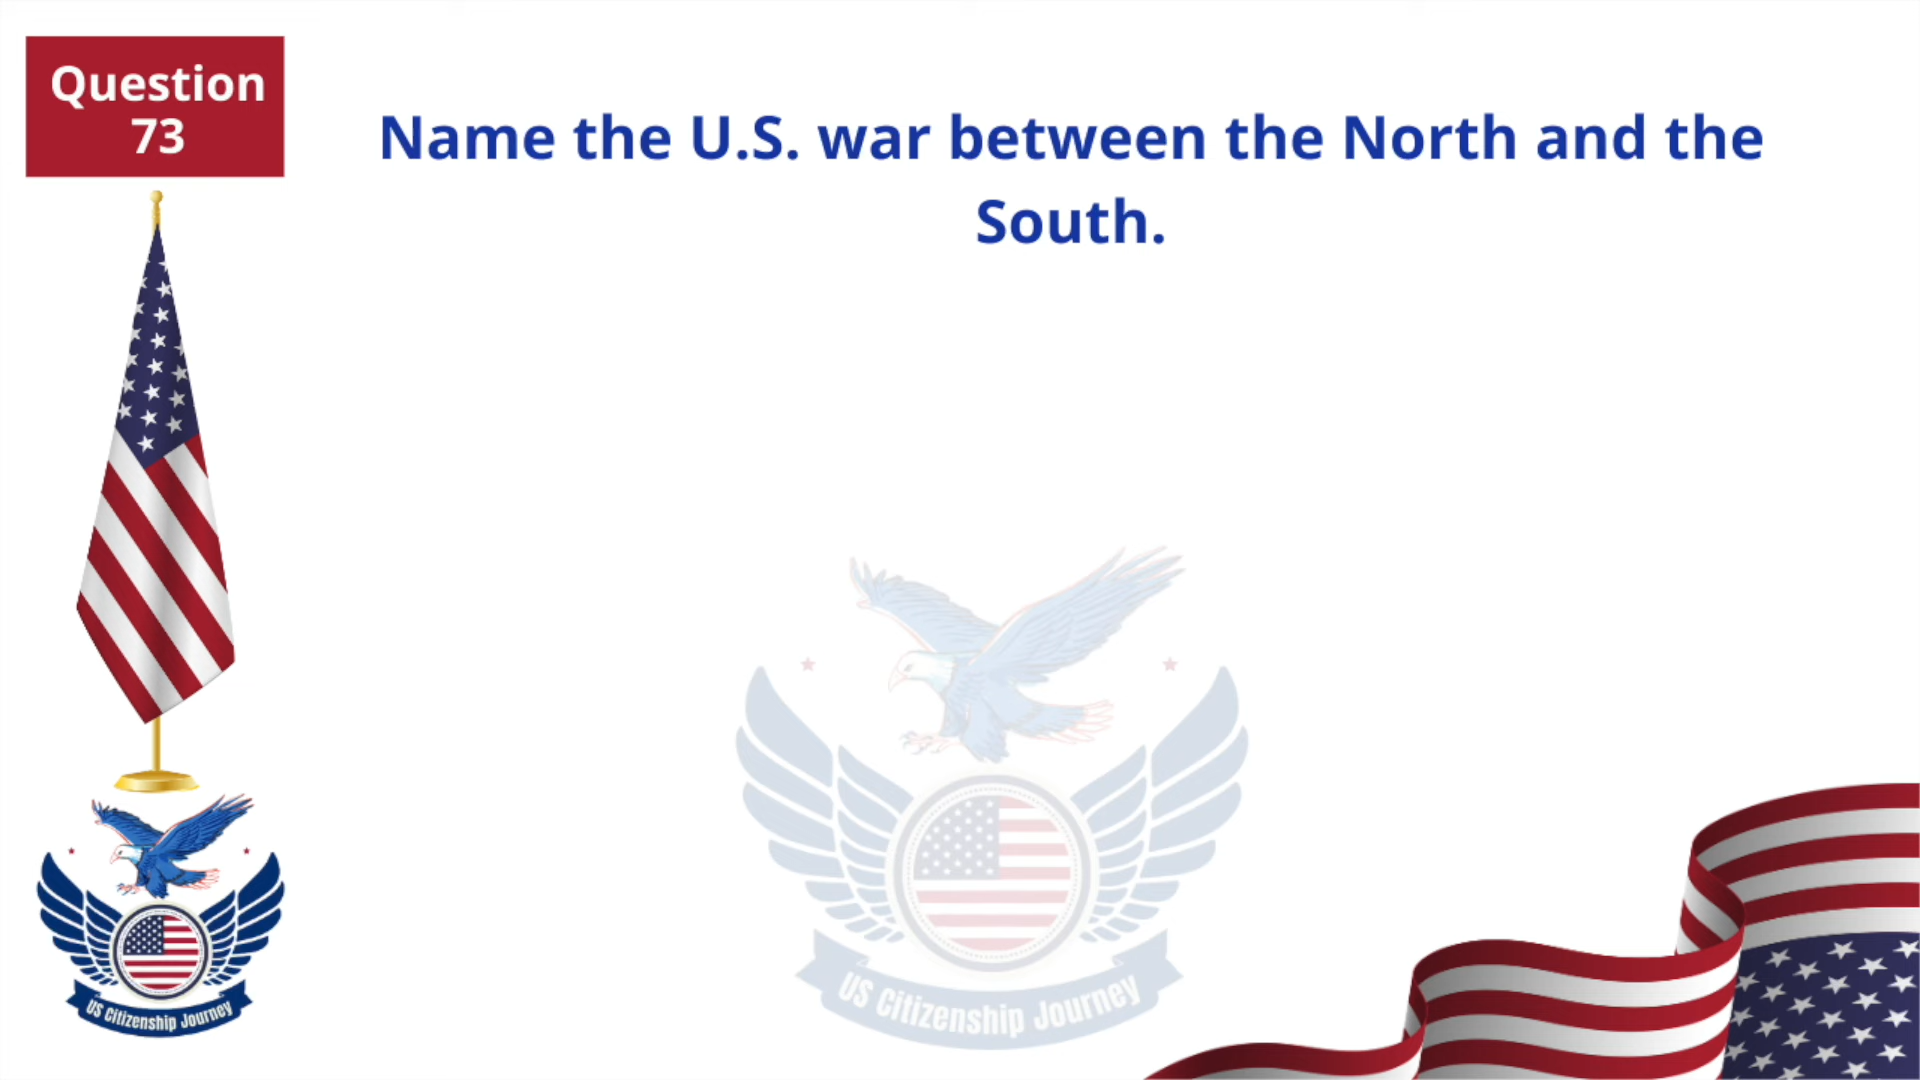 Question
73
Name the U.S. war between the North and the
South.
US Citizenship Journey
US Citizenship Journey